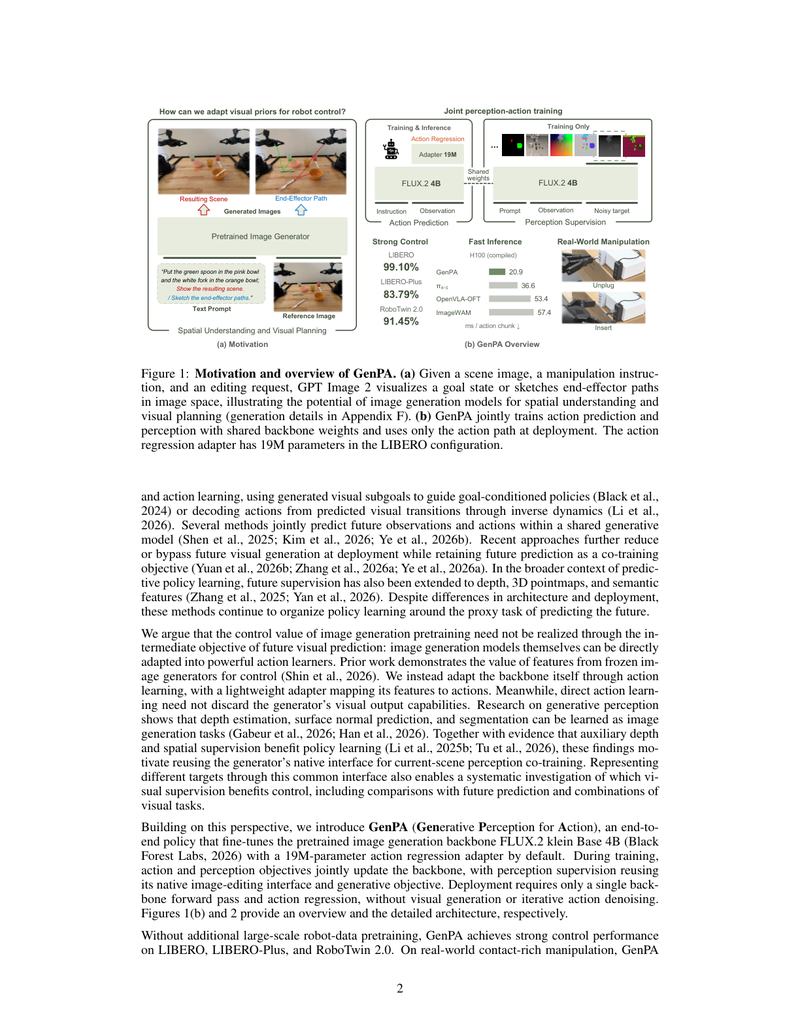 How can we adapt visual priors for robot control?
Resulting Scene
End-Effector Path
Generated Images
Pretrained Image Generator
"Put the green spoon in the pink bowl
and the white fork in the orange bowl;
Show the resulting scene.
/ Sketch the end-effector paths."
Text Prompt
Reference Image
Spatial Understanding and Visual Planning
(a) Motivation
Joint perception-action training
Training & Inference
Action Regression
Adapter 19M
FLUX.2 4B
Instruction
Observation
Action Prediction
Shared
weights
Training Only
...
FLUX.2 4B
Prompt
Observation
Noisy target
Perception Supervision
Strong Control
LIBERO
99.10%
LIBERO-Plus
83.79%
RoboTwin 2.0
91.45%
Fast Inference
H100 (compiled)
GenPA 20.9
36.6
OpenVLA-OFT 53.4
ImageWAM 57.4
ms / action chunk ↓
Real-World Manipulation
Unplug
Insert
(b) GenPA Overview
Figure 1: Motivation and overview of GenPA. (a) Given a scene image, a manipulation instruc-
tion, and an editing request, GPT Image 2 visualizes a goal state or sketches end-effector paths
in image space, illustrating the potential of image generation models for spatial understanding and
visual planning (generation details in Appendix F). (b) GenPA jointly trains action prediction and
perception with shared backbone weights and uses only the action path at deployment. The action
regression adapter has 19M parameters in the LIBERO configuration.
and action learning, using generated visual subgoals to guide goal-conditioned policies (Black et al.,
2024) or decoding actions from predicted visual transitions through inverse dynamics (Li et al.,
2026). Several methods jointly predict future observations and actions within a shared generative
model (Shen et al., 2025; Kim et al., 2026; Ye et al., 2026b). Recent approaches further reduce
or bypass future visual generation at deployment while retaining future prediction as a co-training
objective (Yuan et al., 2026b; Zhang et al., 2026a; Ye et al., 2026a). In the broader context of predic-
tive policy learning, future supervision has also been extended to depth, 3D pointmaps, and semantic
features (Zhang et al., 2025; Yan et al., 2026). Despite differences in architecture and deployment,
these methods continue to organize policy learning around the proxy task of predicting the future.
We argue that the control value of image generation pretraining need not be realized through the in-
termediate objective of future visual prediction: image generation models themselves can be directly
adapted into powerful action learners. Prior work demonstrates the value of features from frozen im-
age generators for control (Shin et al., 2026). We instead adapt the backbone itself through action
learning, with a lightweight adapter mapping its features to actions. Meanwhile, direct action learn-
ing need not discard the generator's visual output capabilities. Research on generative perception
shows that depth estimation, surface normal prediction, and segmentation can be learned as image
generation tasks (Gabeur et al., 2026; Han et al., 2026). Together with evidence that auxiliary depth
and spatial supervision benefit policy learning (Li et al., 2025b; Tu et al., 2026), these findings mo-
tivate reusing the generator's native interface for current-scene perception co-training. Representing
different targets through this common interface also enables a systematic investigation of which vi-
sual supervision benefits control, including comparisons with future prediction and combinations of
visual tasks.
Building on this perspective, we introduce GenPA (Generative Perception for Action), an end-to-
end policy that fine-tunes the pretrained image generation backbone FLUX.2 klein Base 4B (Black
Forest Labs, 2026) with a 19M-parameter action regression adapter by default. During training,
action and perception objectives jointly update the backbone, with perception supervision reusing
its native image-editing interface and generative objective. Deployment requires only a single back-
bone forward pass and action regression, without visual generation or iterative action denoising.
Figures 1(b) and 2 provide an overview and the detailed architecture, respectively.
Without additional large-scale robot-data pretraining, GenPA achieves strong control performance
on LIBERO, LIBERO-Plus, and RoboTwin 2.0. On real-world contact-rich manipulation, GenPA
2